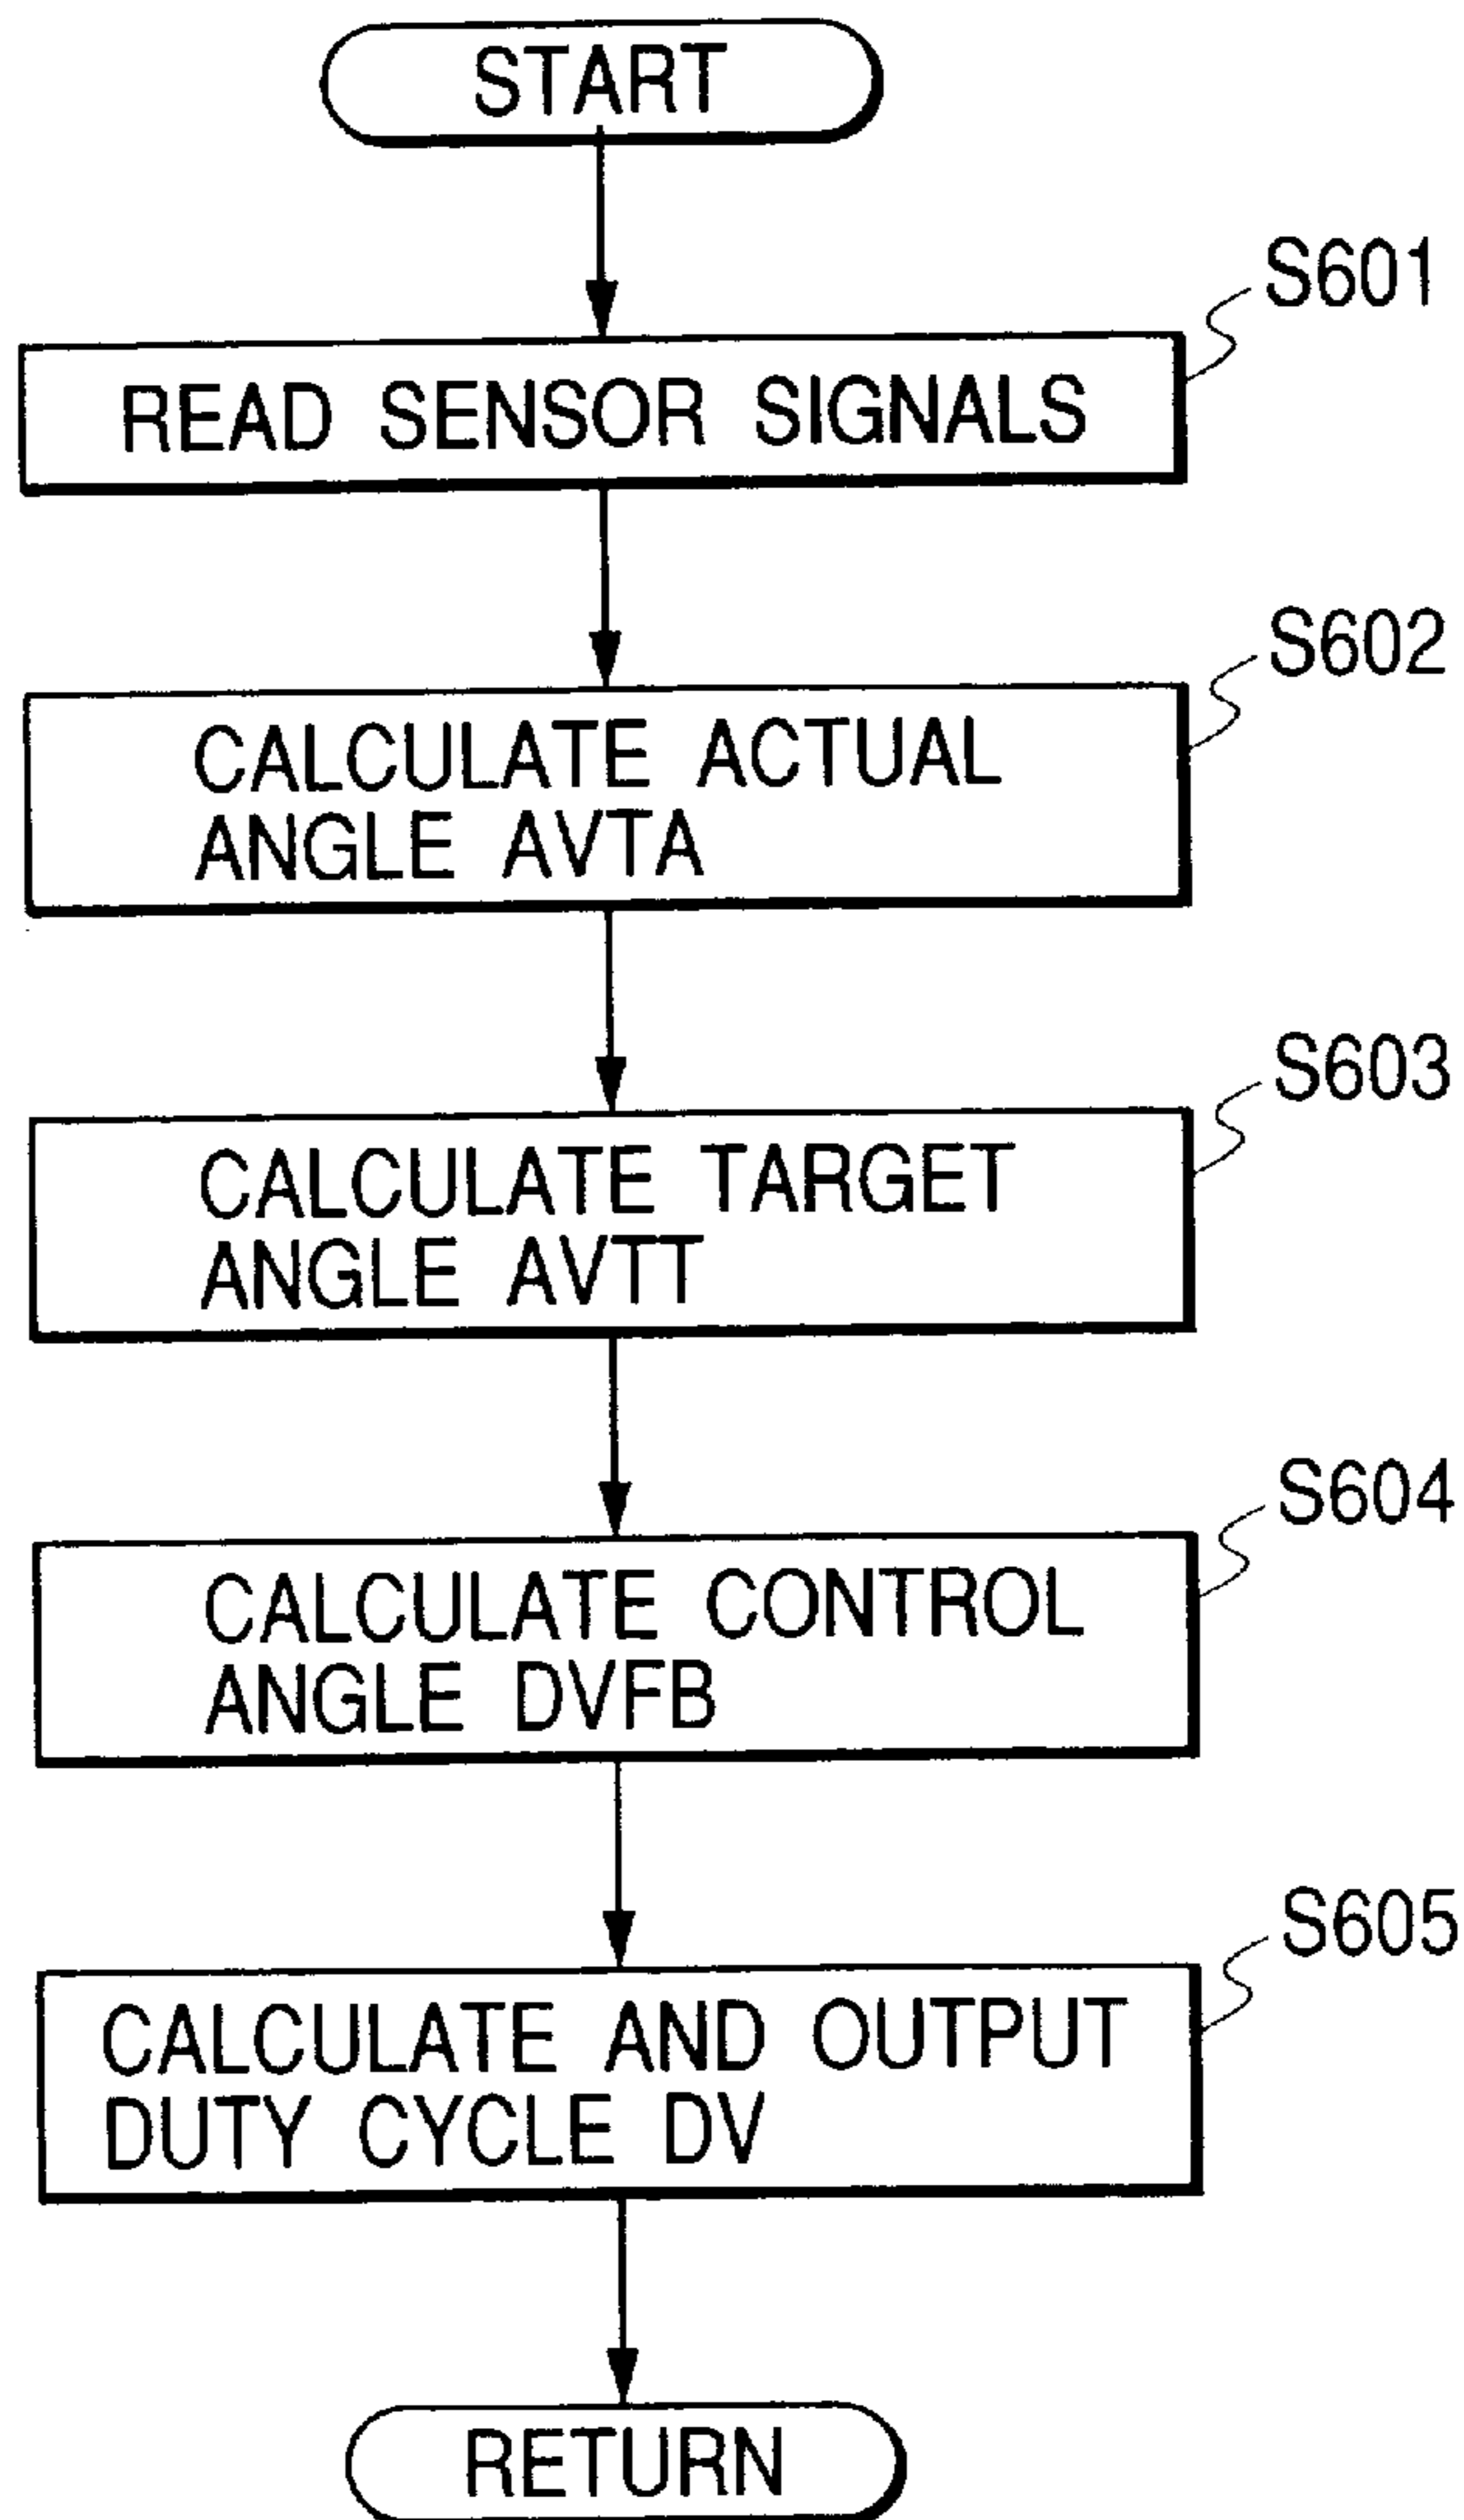 START
S601
READ SENSOR SIGNALS
S602
CALCULATE ACTUAL
ANGLE AVTA
S603
CALCULATE TARGET
ANGLE AVTT
S604
CALCULATE CONTROL
ANGLE DVFB
S605
CALCULATE AND OUTPUT
DUTY CYCLE DV
RETURN